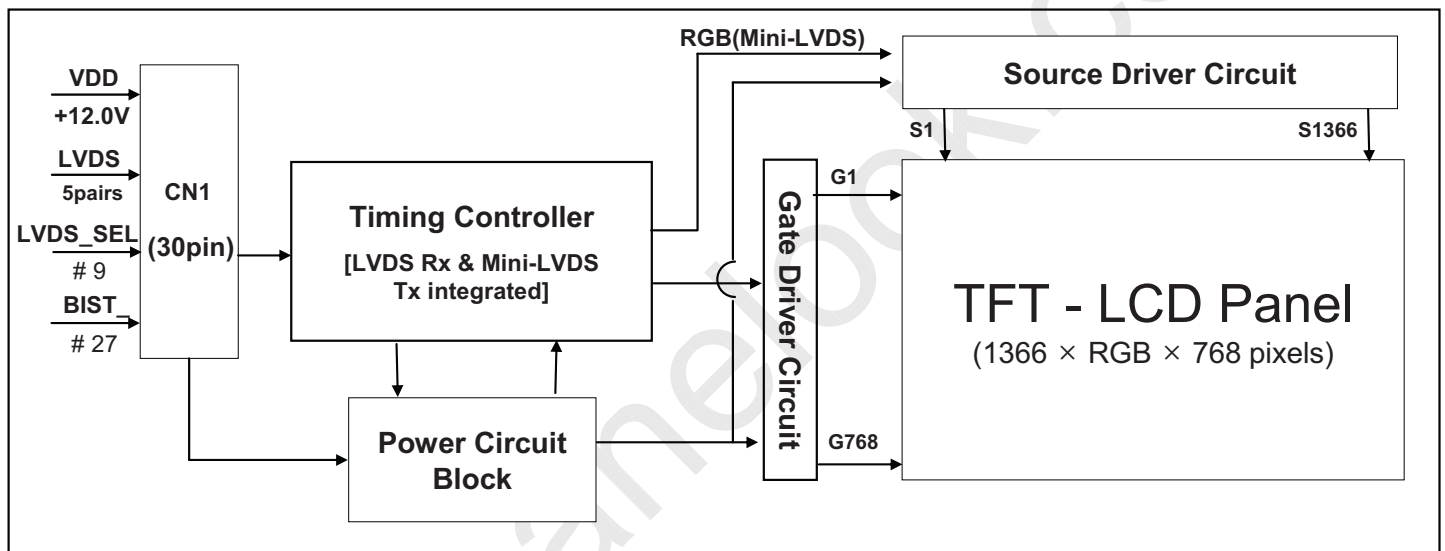 RGB(Mini-LVDS)
Source Driver Circuit
VDD
+12.0V
S1
S1366
LVDS
5pairs
CN1
(30pin)
LVDS_SEL
# 9
BIST_
# 27
Timing Controller
[LVDS Rx & Mini-LVDS
Tx integrated]
Gate Driver Circuit
G1
G768
TFT - LCD Panel
(1366 × RGB × 768 pixels)
Power Circuit
Block